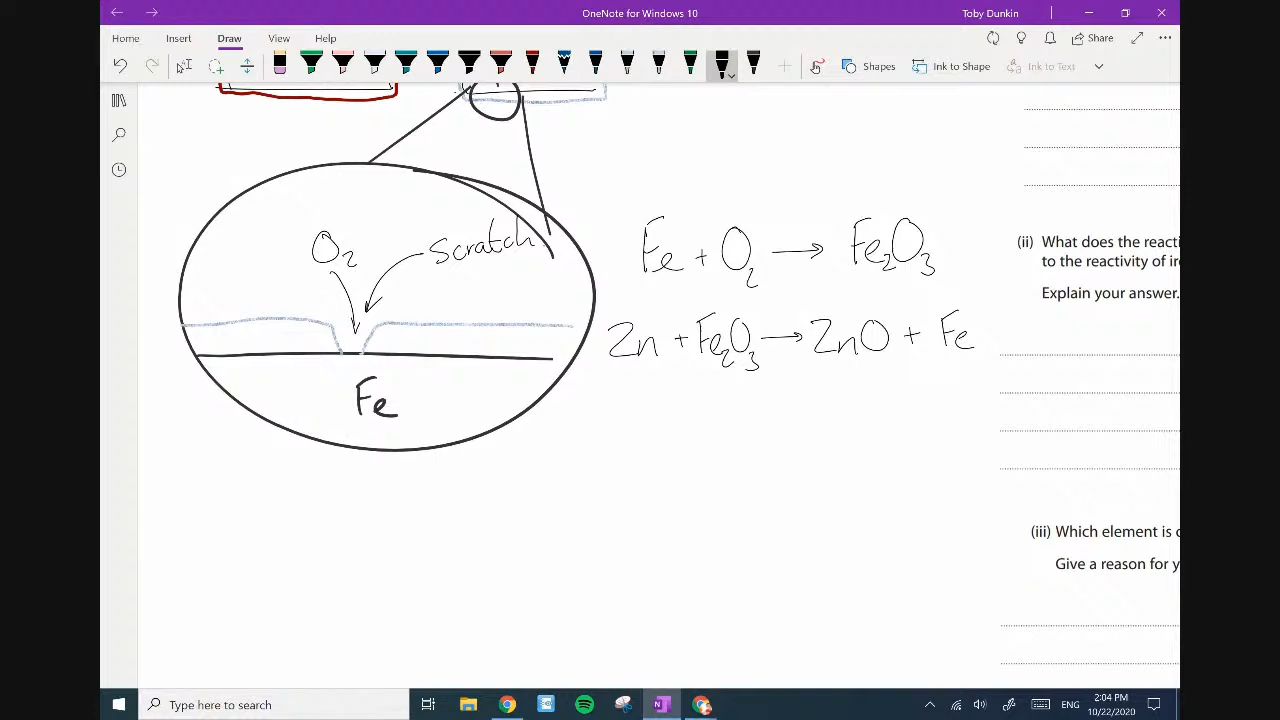 OneNote for Windows 10
Toby Dunkin
Home Insert Draw View Help
Share
Shapes
Ink to Shape
Ink to Text
O2
scratch
Fe + O2 → Fe2O3
Zn + Fe2O3 → ZnO + Fe
Fe
(ii) What does the reacti
to the reactivity of ir
Explain your answer.
(iii) Which element is
Give a reason for y
Type here to search
ENG
2:04 PM
10/22/2020